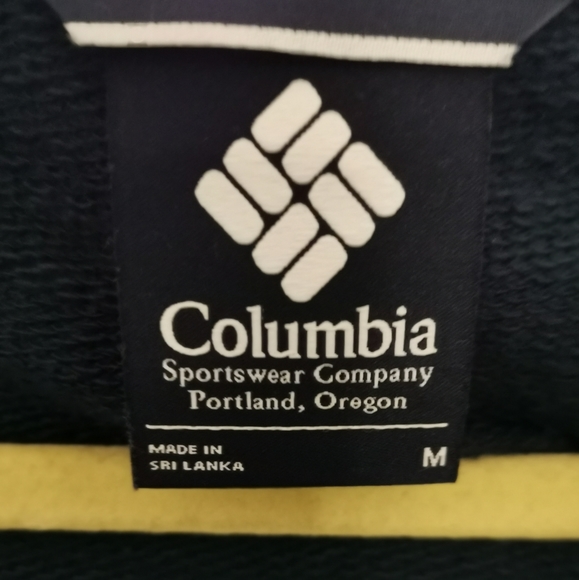 Columbia
Sportswear Company
Portland, Oregon
MADE IN
SRI LANKA
M